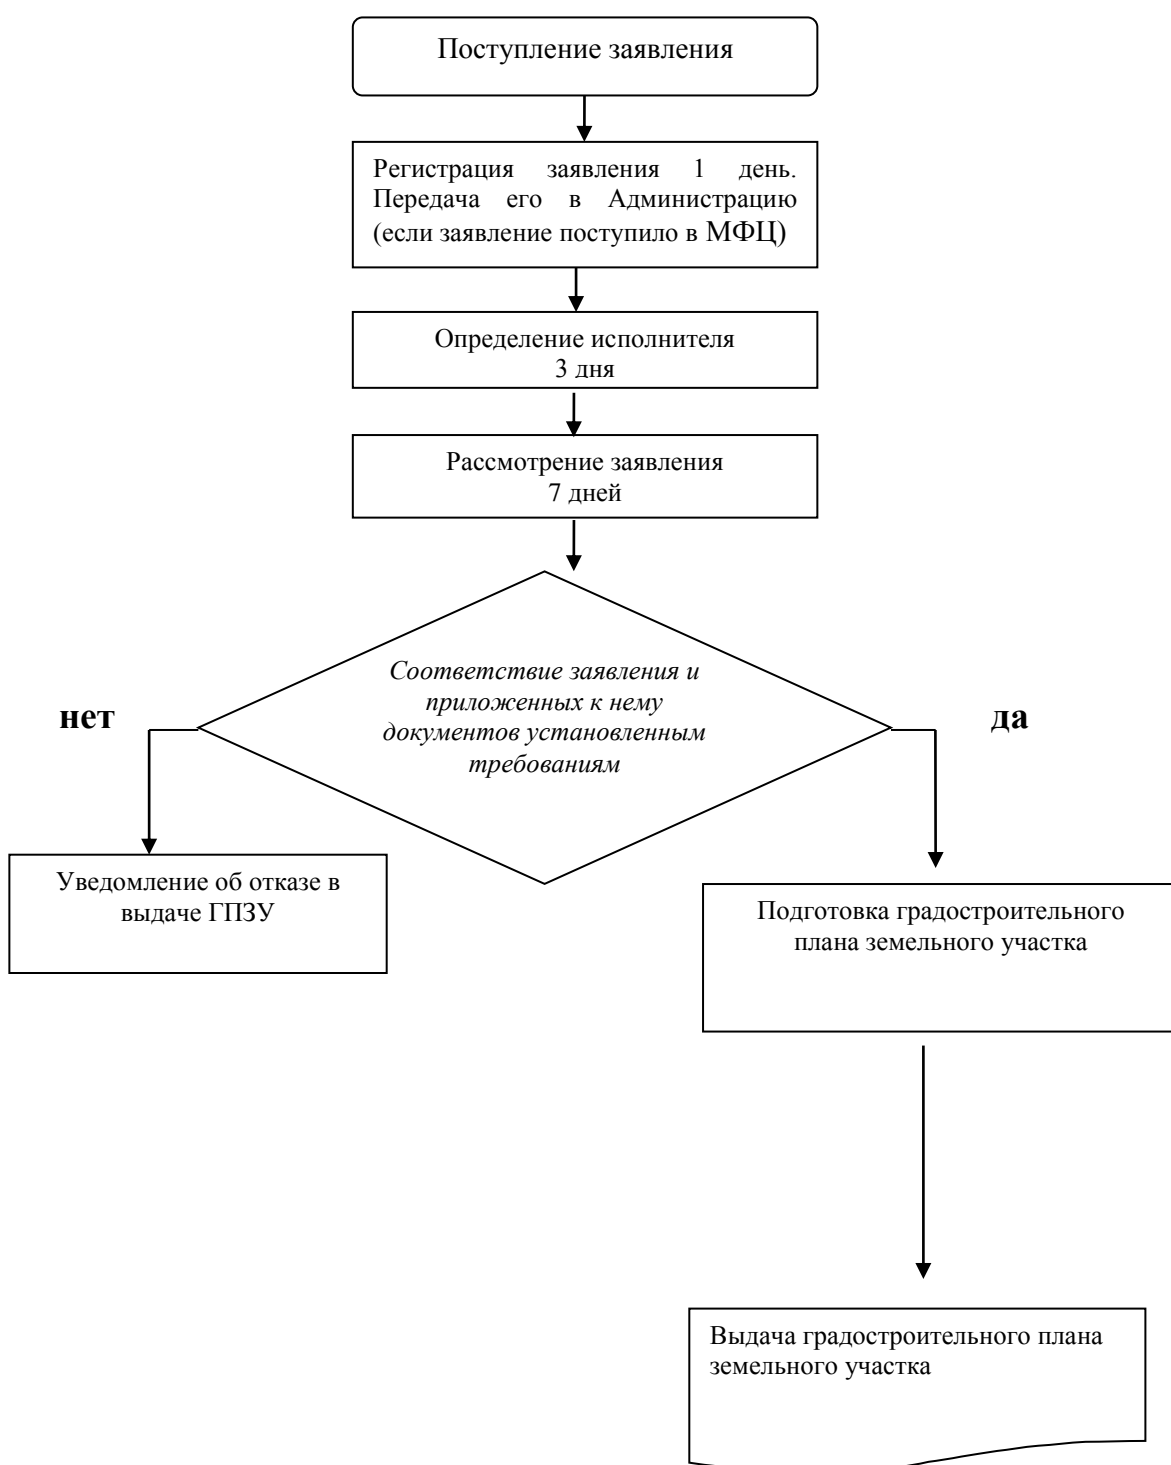 Поступление заявления
Регистрация заявления 1 день.
Передача его в Администрацию
(если заявление поступило в МФЦ)
Определение исполнителя
3 дня
Рассмотрение заявления
7 дней
Соответствие заявления и
приложенных к нему
документов установленным
требованиям
нет
да
Уведомление об отказе в
выдаче ГПЗУ
Подготовка градостроительного
плана земельного участка
Выдача градостроительного плана
земельного участка